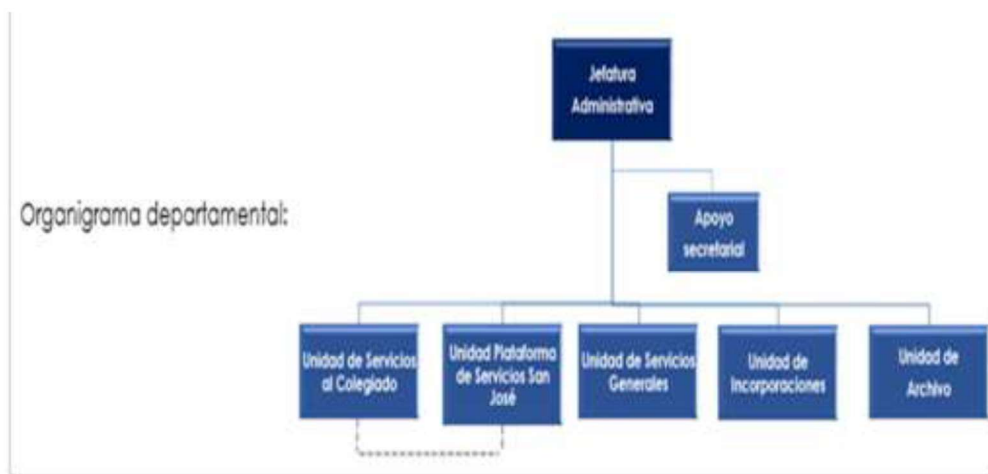 Jefatura
Administrativa
Organigrama departamental:
Apoyo
secretarial
Unidad de Servicios
al Colegiado
Unidad Plataforma
de Servicios San
José
Unidad de Servicios
Generales
Unidad de
Incorporaciones
Unidad de
Archivo